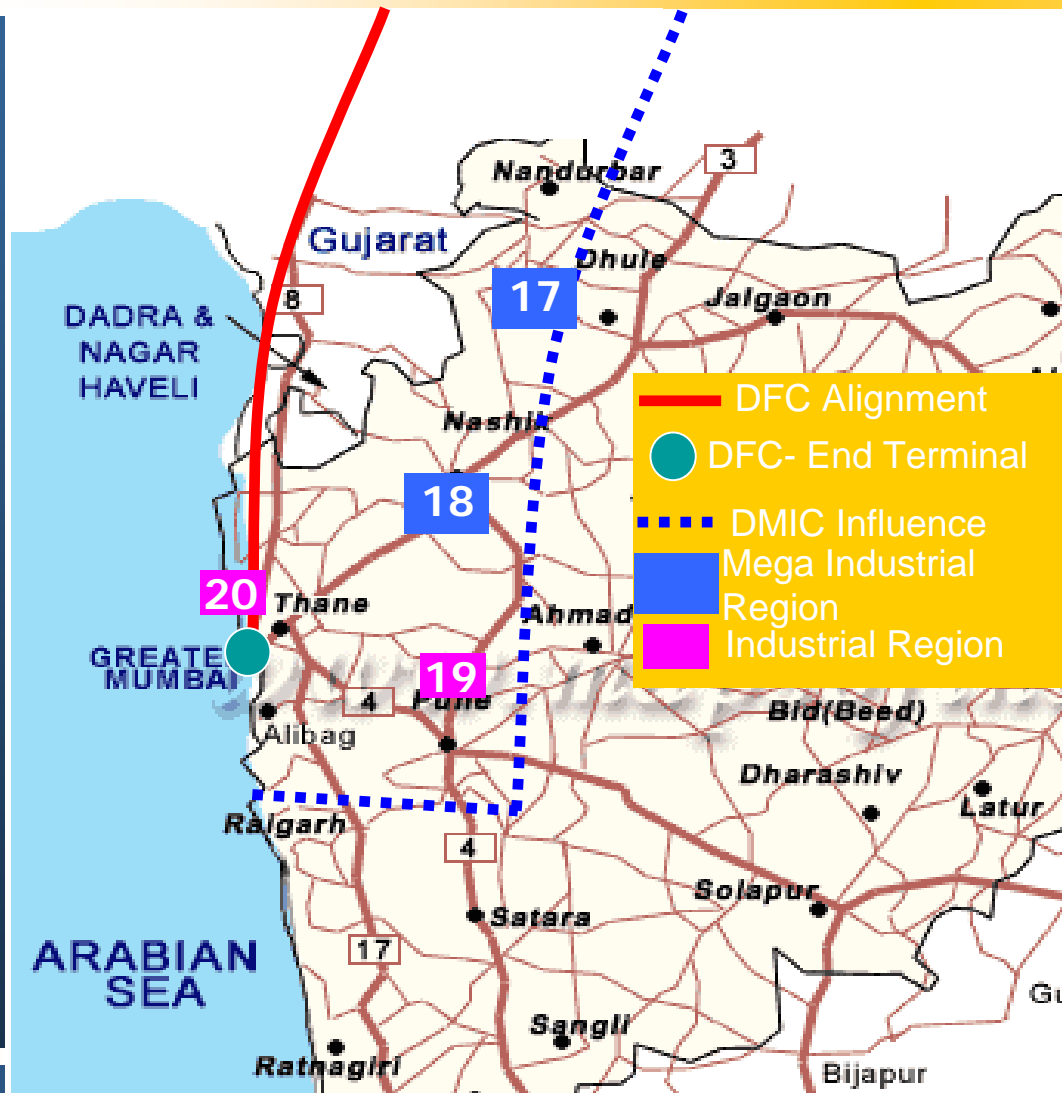 Nandurbar
3
Gujarat
Dhule
17
8
Jalgaon
DADRA &
NAGAR
HAVELI
DFC Alignment
Nashik
DFC- End Terminal
18
DMIC Influence
Mega Industrial
Region
20
Thane
Ahmad
Industrial Region
GREATE
MUMBAI
19
Pune
4
Bid(Beed)
Alibag
Dharashiv
Latur
Raigarh
4
Solapur
Satara
17
ARABIAN
SEA
Gu
Sangli
Ratnagiri
Bijapur